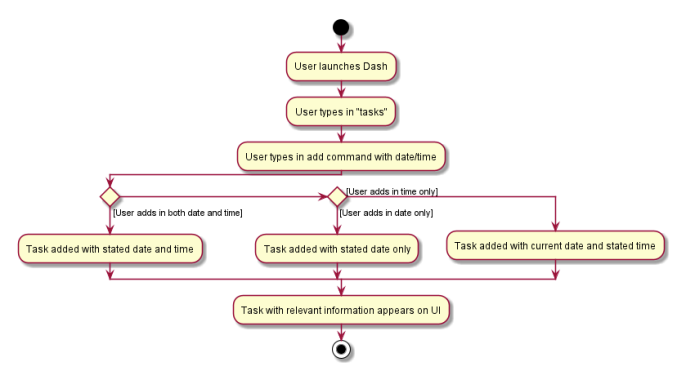 User launches Dash
User types in "tasks"
User types in add command with date/time
[User adds in time only]
[User adds in both date and time]
[User adds in date only]
Task added with stated date and time
Task added with stated date only
Task added with current date and stated time
Task with relevant information appears on UI